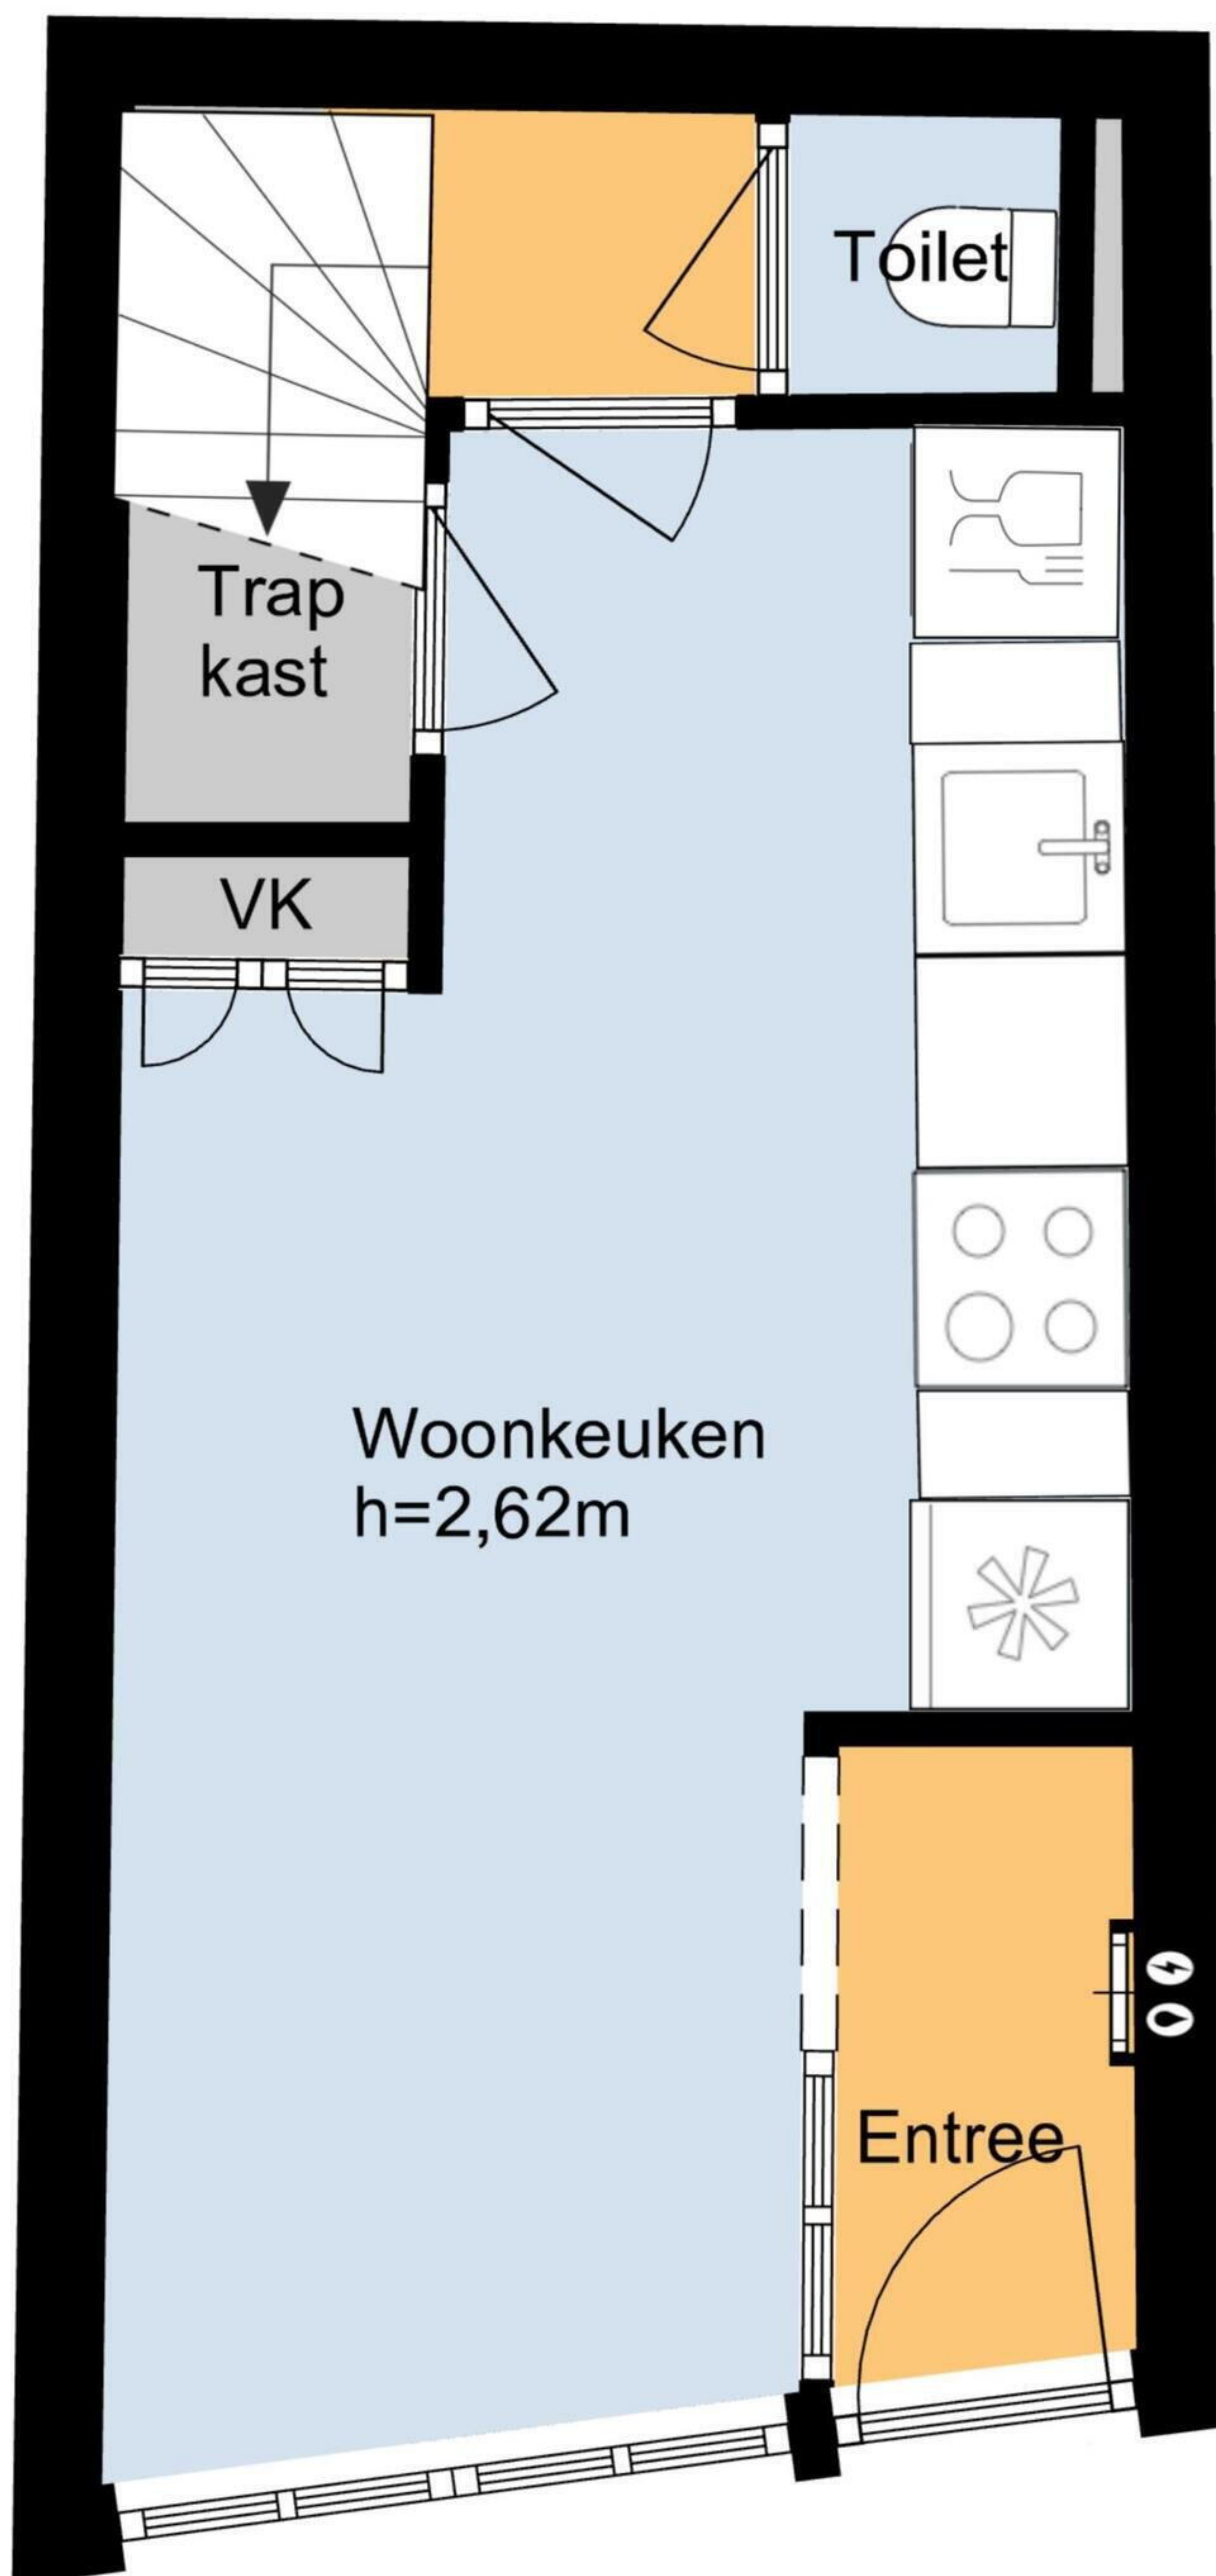 Toilet
Trap
kast
VK
Woonkeuken
h=2,62m
Entree